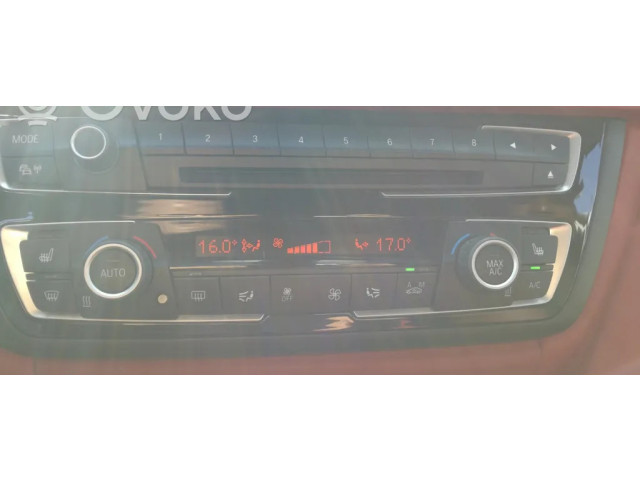 OVOKO
MODE
1 2 3 4 5 6 7 8
16.0° 17.0°
AUTO
MAX A/C
OFF
A/C